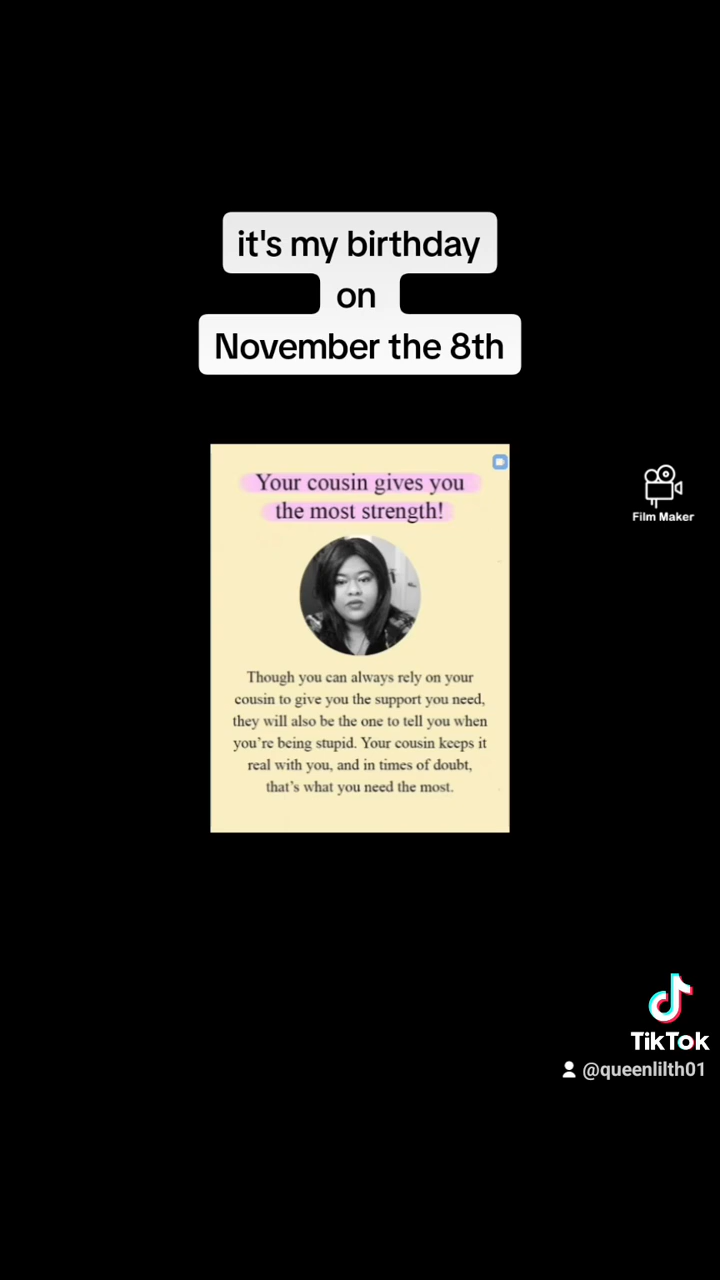 it's my birthday
on
November the 8th
Your cousin gives you
the most strength!
Film Maker
Though you can always rely on your
cousin to give you the support you need,
they will also be the one to tell you when
you're being stupid. Your cousin keeps it
real with you, and in times of doubt,
that's what you need the most.
TikTok
@queenlilth01